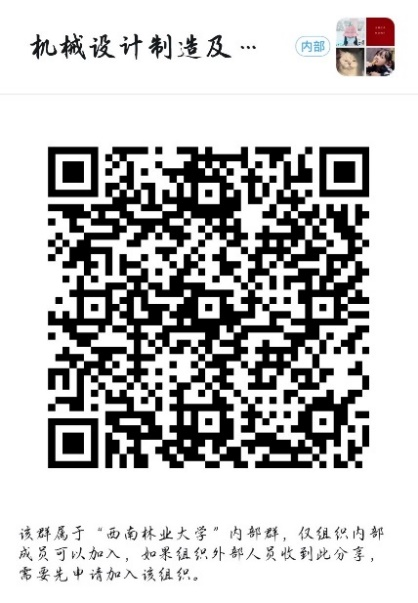 机械设计制造及…
内部
该群属于“西南林业大学”内部群，仅组织内部
成员可以加入，如果组织外部人员收到此分享，
需要先申请加入该组织。